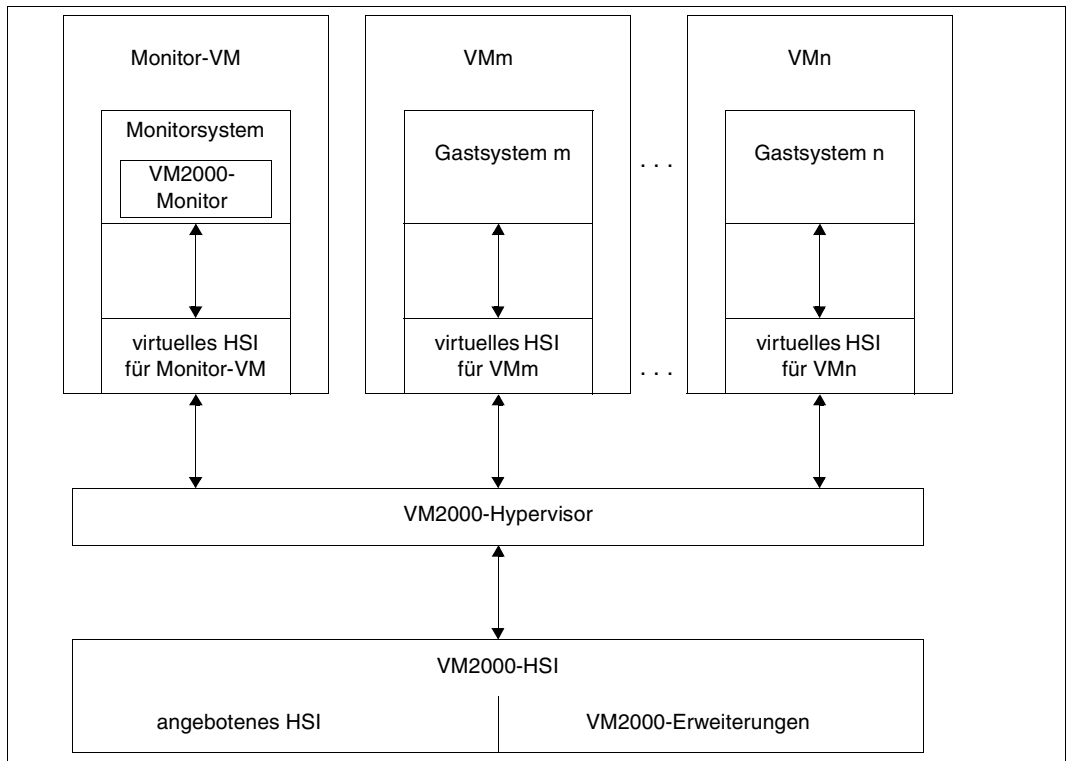 Monitor-VM
VMm
VMn
Monitorsystem
VM2000-
Monitor
Gastsystem m
. . .
Gastsystem n
virtuelles HSI
für Monitor-VM
virtuelles HSI
für VMm
. . .
virtuelles HSI
für VMn
VM2000-Hypervisor
VM2000-HSI
angebotenes HSI
VM2000-Erweiterungen